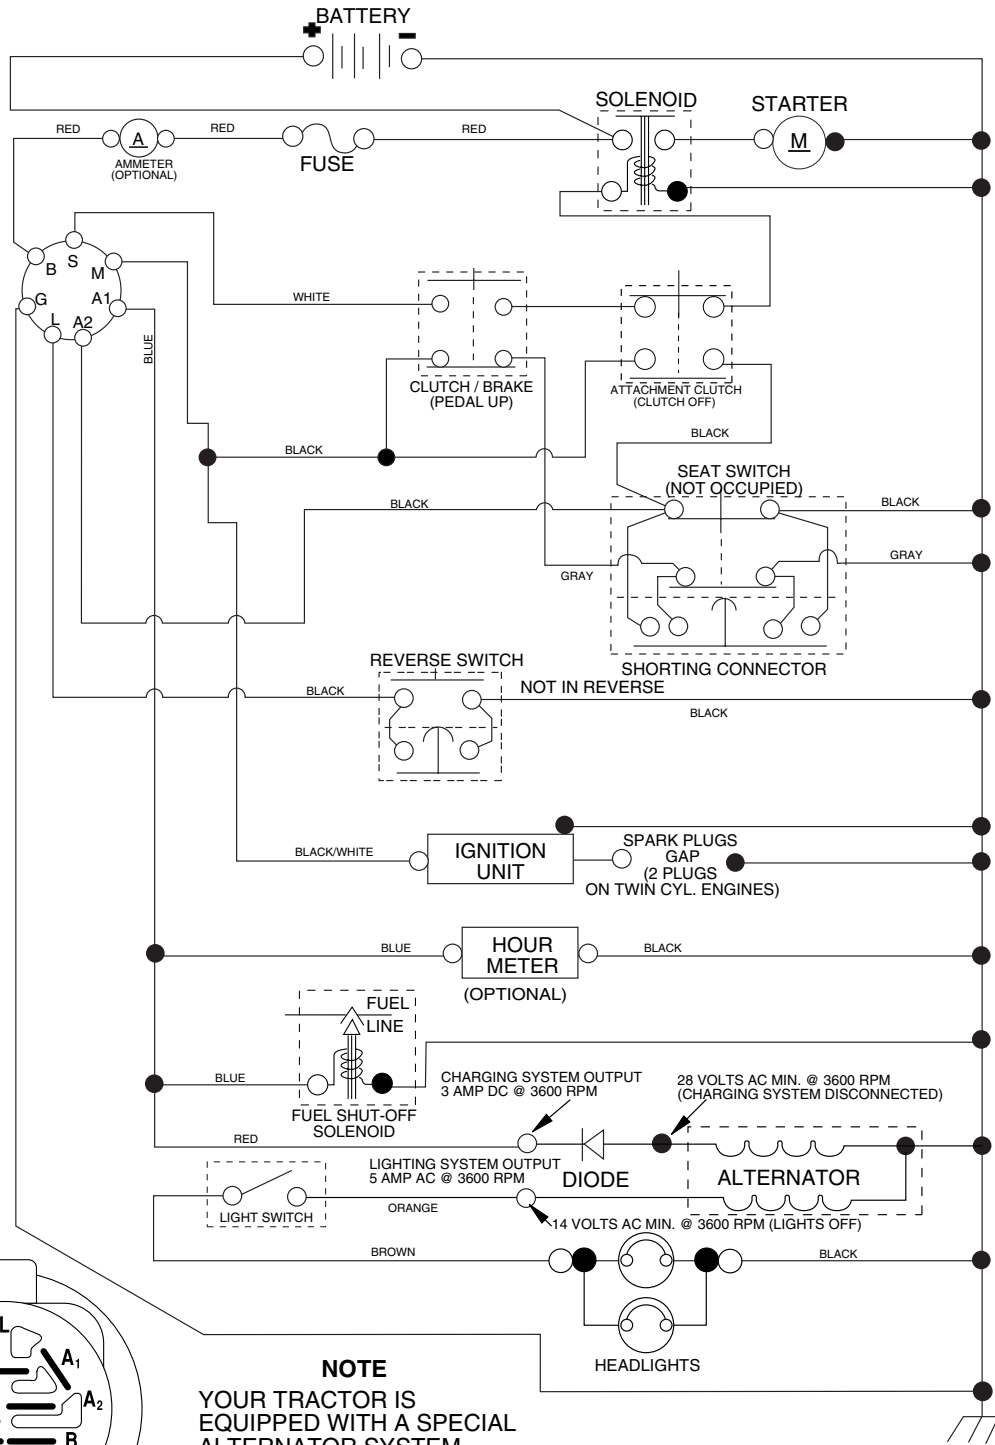 BATTERY
+
-
SOLENOID
STARTER
RED
A
RED
RED
M
AMMETER
(OPTIONAL)
FUSE
B
S
M
G
A1
L
A2
BLUE
WHITE
CLUTCH / BRAKE
(PEDAL UP)
ATTACHMENT CLUTCH
(CLUTCH OFF)
BLACK
BLACK
SEAT SWITCH
(NOT OCCUPIED)
BLACK
BLACK
GRAY
GRAY
SHORTING CONNECTOR
REVERSE SWITCH
NOT IN REVERSE
BLACK
BLACK
BLACK/WHITE
IGNITION
UNIT
SPARK PLUGS
GAP
(2 PLUGS
ON TWIN CYL. ENGINES)
BLUE
HOUR
METER
BLACK
(OPTIONAL)
FUEL
LINE
BLUE
FUEL SHUT-OFF
SOLENOID
CHARGING SYSTEM OUTPUT
3 AMP DC @ 3600 RPM
28 VOLTS AC MIN. @ 3600 RPM
(CHARGING SYSTEM DISCONNECTED)
RED
LIGHTING SYSTEM OUTPUT
5 AMP AC @ 3600 RPM
DIODE
ALTERNATOR
LIGHT SWITCH
ORANGE
14 VOLTS AC MIN. @ 3600 RPM (LIGHTS OFF)
BROWN
BLACK
HEADLIGHTS
L
A1
A2
B
NOTE
YOUR TRACTOR IS
EQUIPPED WITH A SPECIAL
ALTERNATOR SYSTEM